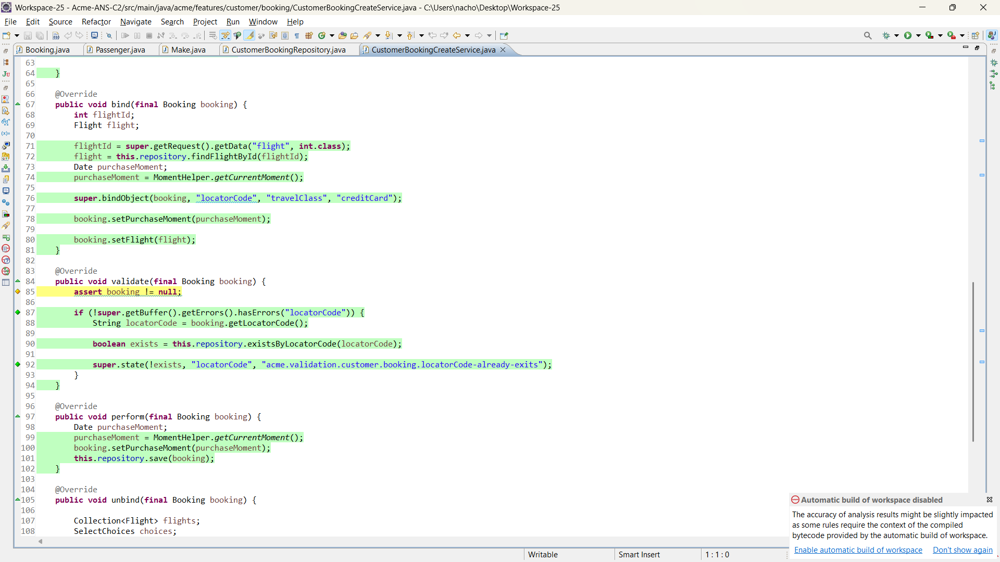 Workspace-25 - Acme-ANS-C2/src/main/java/acme/features/customer/booking/CustomerBookingCreateService.java - C:\Users\nacho\Desktop\Workspace-25
File Edit Source Refactor Navigate Search Project Run Window Help
Booking.java Passenger.java Make.java CustomerBookingRepository.java CustomerBookingCreateService.java
63
64     }
65
66     @Override
67     public void bind(final Booking booking) {
68         int flightId;
69         Flight flight;
70
71         flightId = super.getRequest().getData("flight", int.class);
72         flight = this.repository.findFlightById(flightId);
73         Date purchaseMoment;
74         purchaseMoment = MomentHelper.getCurrentMoment();
75
76         super.bindObject(booking, "locatorCode", "travelClass", "creditCard");
77
78         booking.setPurchaseMoment(purchaseMoment);
79
80         booking.setFlight(flight);
81     }
82
83     @Override
84     public void validate(final Booking booking) {
85         assert booking != null;
86
87         if (!super.getBuffer().getErrors().hasErrors("locatorCode")) {
88             String locatorCode = booking.getLocatorCode();
89
90             boolean exists = this.repository.existsByLocatorCode(locatorCode);
91
92             super.state(!exists, "locatorCode", "acme.validation.customer.booking.locatorCode-already-exits");
93         }
94     }
95
96     @Override
97     public void perform(final Booking booking) {
98         Date purchaseMoment;
99         purchaseMoment = MomentHelper.getCurrentMoment();
100         booking.setPurchaseMoment(purchaseMoment);
101         this.repository.save(booking);
102     }
103
104     @Override
105     public void unbind(final Booking booking) {
106
107         Collection<Flight> flights;
108         SelectChoices choices;
Automatic build of workspace disabled
The accuracy of analysis results might be slightly impacted
as some rules require the context of the compiled
bytecode provided by the automatic build of workspace.
Enable automatic build of workspace Don't show again
Writable Smart Insert 1 : 1 : 0